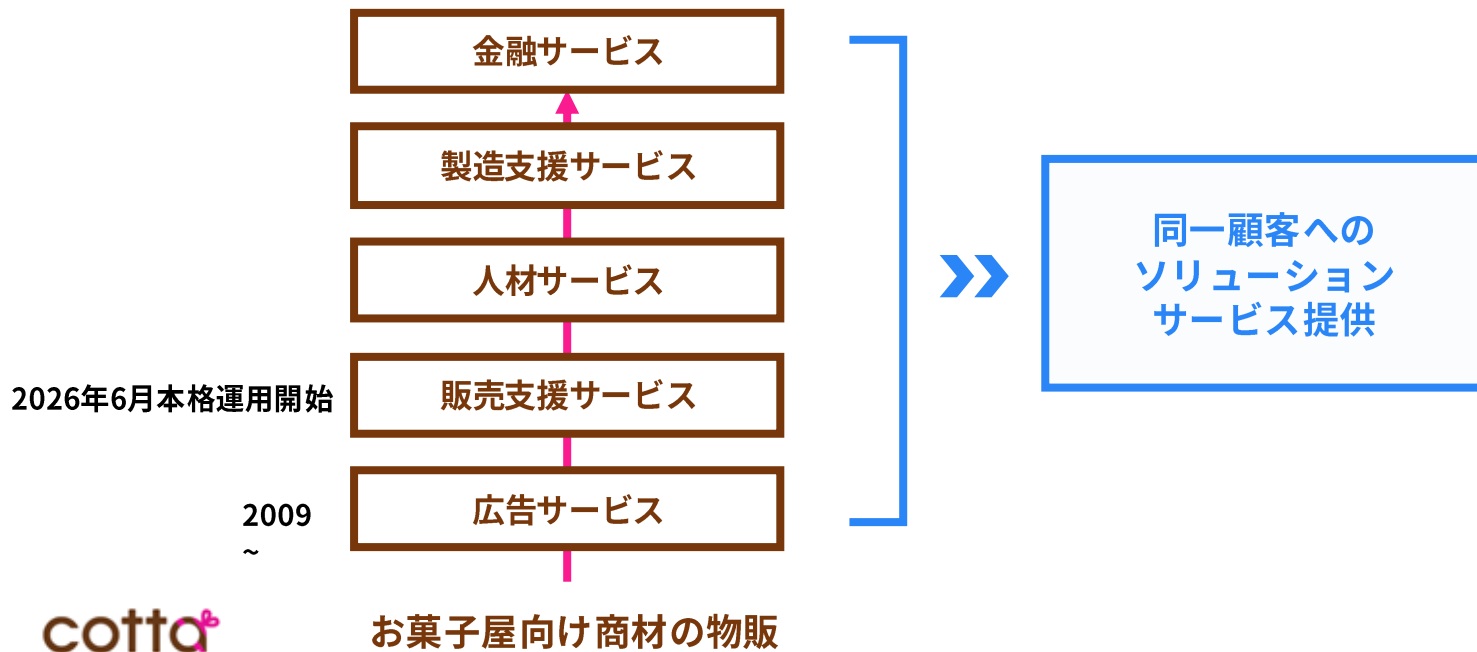 金融サービス
製造支援サービス
人材サービス
同一顧客への
ソリューション
サービス提供
2026年6月本格運用開始
販売支援サービス
2009
~
広告サービス
cotta
お菓子屋向け商材の物販